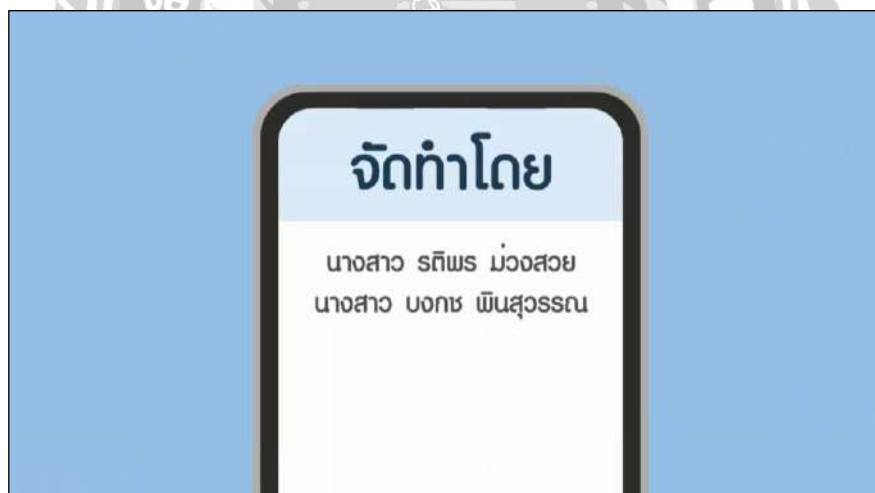 จัดทำโดย
นางสาว รติพร ม่วงสวย
นางสาว บงกช พินสุวรรณ